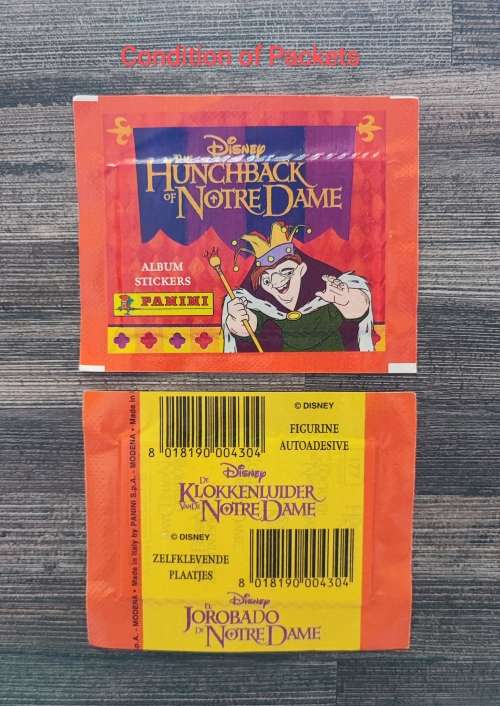 Condition of Packets
Disney
THE
HUNCHBACK
OF NOTRE DAME
ALBUM
STICKERS
PANINI
© DISNEY
FIGURINE
AUTOADESIVE
8 018190 004304
Disney
DE
KLOKKENLUIDER
VAN DE NOTRE DAME
© DISNEY
ZELFKLEVENDE
PLAATJES
8 018190 004304
Disney
EL
JOROBADO
DE NOTRE DAME
p.A. - MODENA • Made in Italy by PANINI S.p.A. - MODENA • Made in